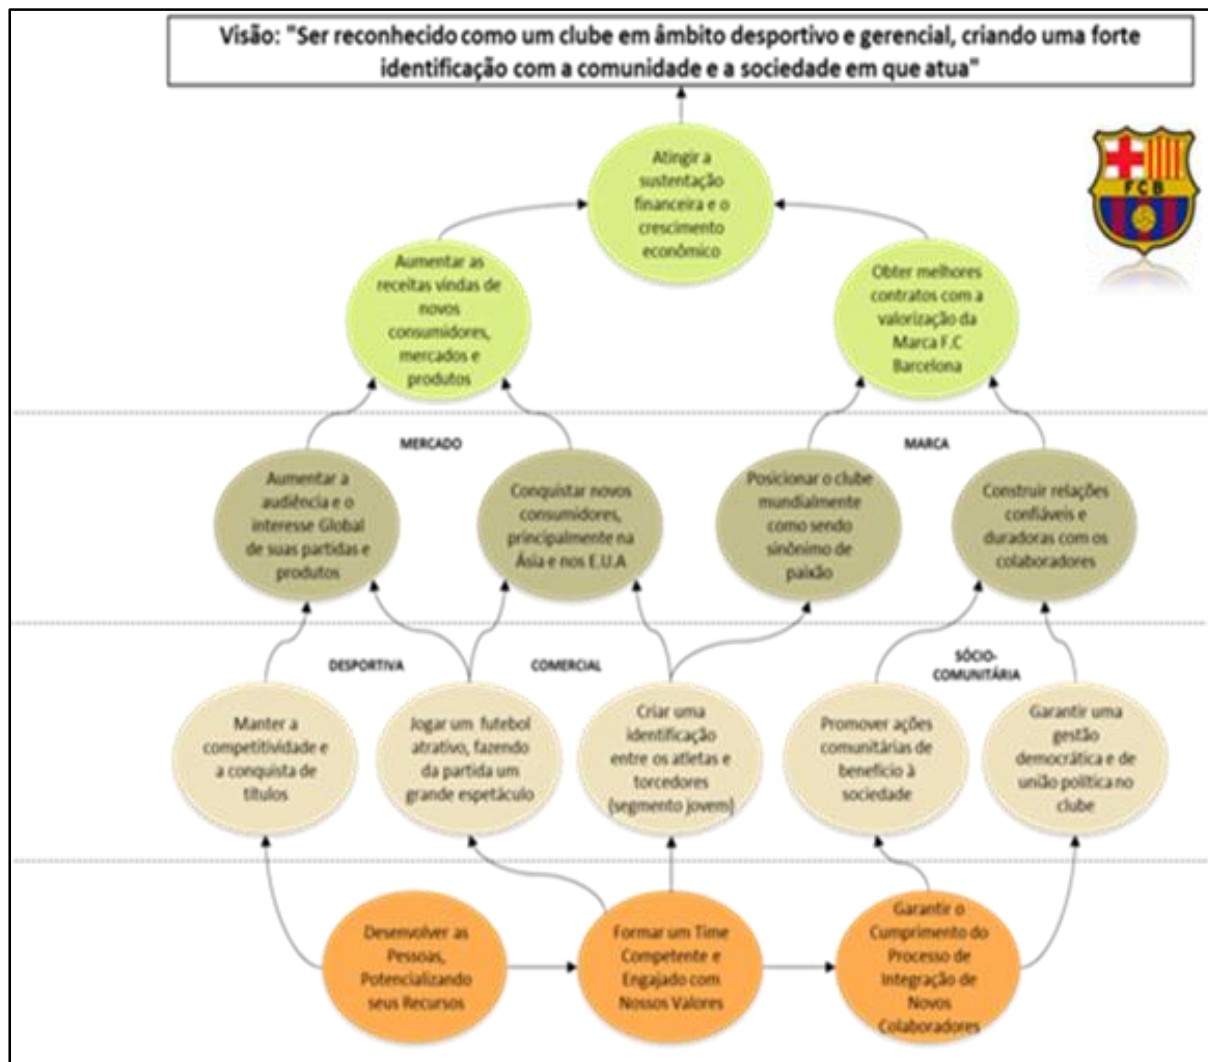 Visão: "Ser reconhecido como um clube em âmbito desportivo e gerencial, criando uma forte
identificação com a comunidade e a sociedade em que atua"
Atingir a
sustentação
financeira e o
crescimento
econômico
FCB
Aumentar as
receitas vindas de
novos
consumidores,
mercados e
produtos
Obter melhores
contratos com a
valorização da
Marca F.C
Barcelona
MERCADO
MARCA
Aumentar a
audiência e o
interesse Global
de suas partidas e
produtos
Conquistar novos
consumidores,
principalmente na
Ásia e nos E.U.A
Posicionar o clube
mundialmente
como sendo
sinônimo de
paixão
Construir relações
confiáveis e
duradoras com os
colaboradores
DESPORTIVA
COMERCIAL
SÓCIO-
COMUNITÁRIA
Manter a
competitividade e
a conquista de
títulos
Jogar um futebol
atrativo, fazendo
da partida um
grande espetáculo
Criar uma
identificação
entre os atletas e
torcedores
(segmento jovem)
Promover ações
comunitárias de
benefício à
sociedade
Garantir uma
gestão
democrática e de
união política no
clube
Desenvolver as
Pessoas,
Potencializando
seus Recursos
Formar um Time
Competente e
Engajado com
Nossos Valores
Garantir o
Cumprimento do
Processo de
Integração de
Novos
Colaboradores